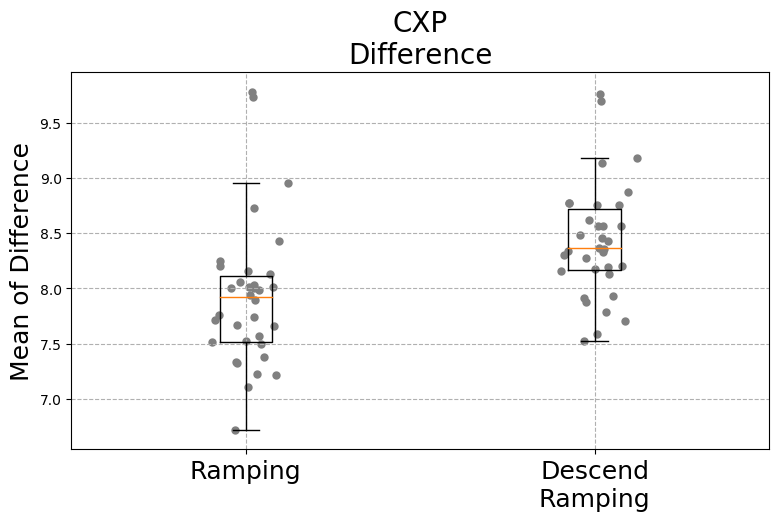 CXP
Difference
Mean of Difference
9.5
9.0
8.5
8.0
7.5
7.0
Ramping
Descend
Ramping